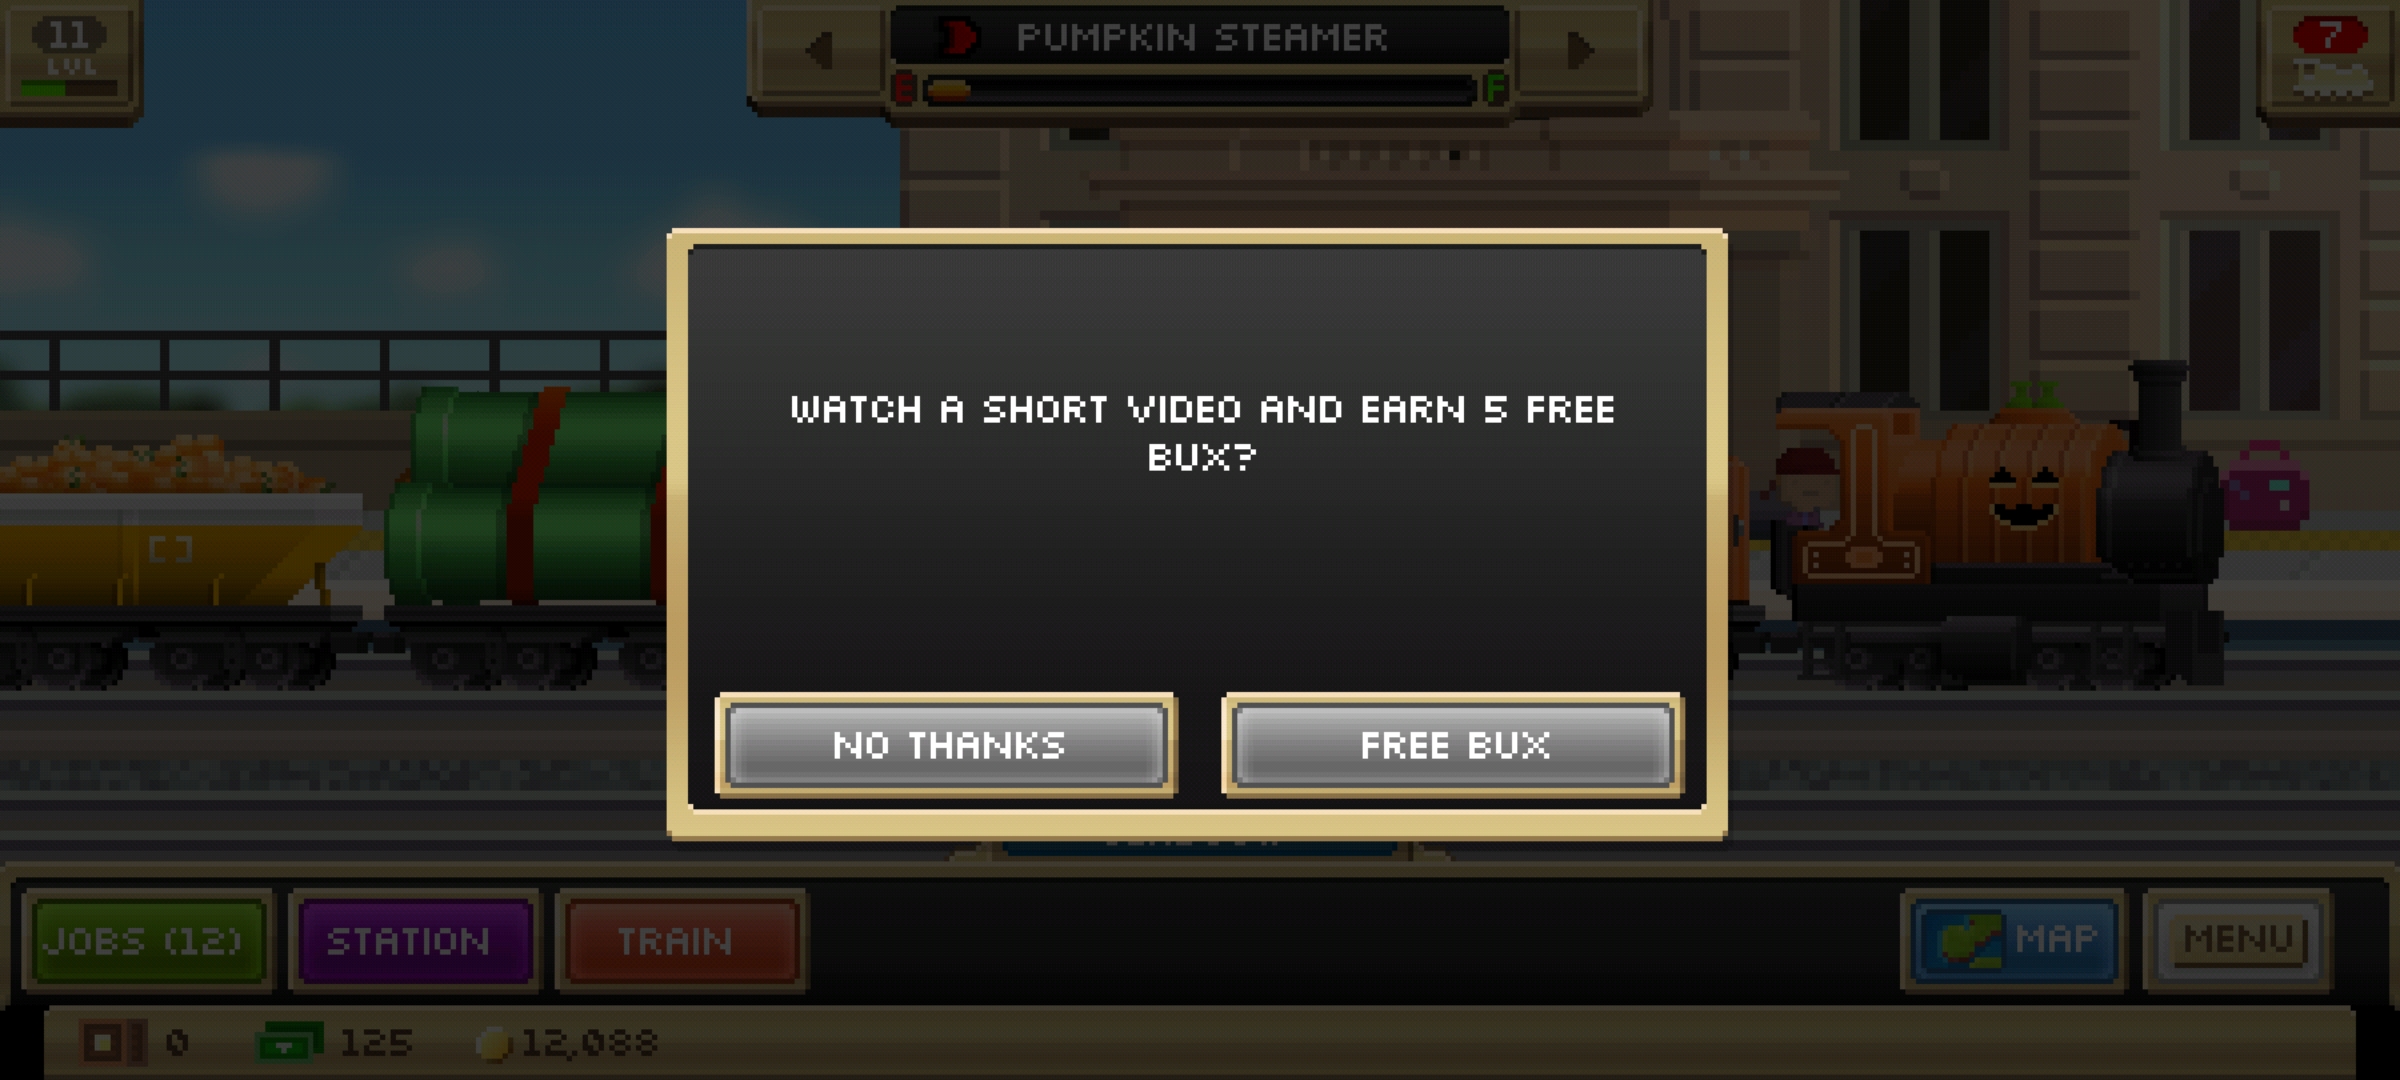 11
LVL
PUMPKIN STEAMER
E
F
7
WATCH A SHORT VIDEO AND EARN 5 FREE
BUX?
NO THANKS
FREE BUX
JOBS (12)
STATION
TRAIN
MAP
MENU
0
125
12,088